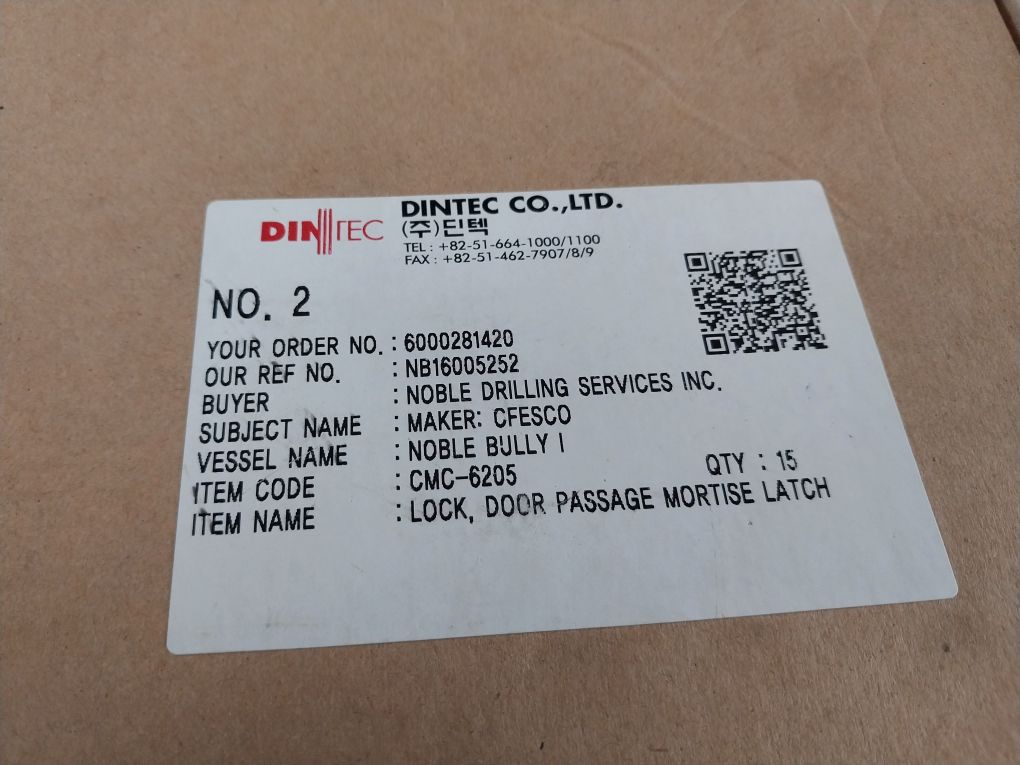 DINTEC
DINTEC CO.,LTD.
(주)딘텍
TEL : +82-51-664-1000/1100
FAX : +82-51-462-7907/8/9
NO. 2
YOUR ORDER NO. : 6000281420
OUR REF NO. : NB16005252
BUYER : NOBLE DRILLING SERVICES INC.
SUBJECT NAME : MAKER: CFESCO
VESSEL NAME : NOBLE BULLY I
ITEM CODE : CMC-6205 QTY : 15
ITEM NAME : LOCK, DOOR PASSAGE MORTISE LATCH